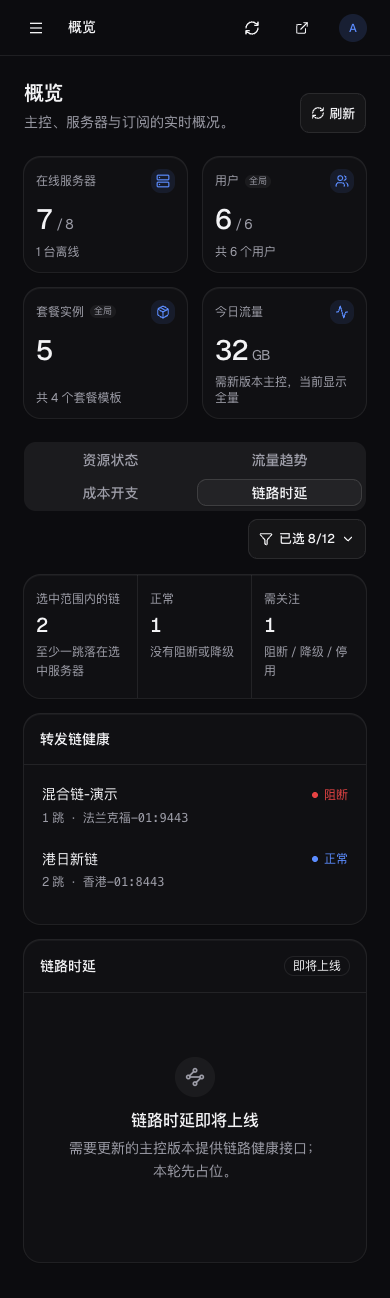 概览
A
概览
主控、服务器与订阅的实时概况。
刷新
在线服务器
7 / 8
1 台离线
用户 全局
6 / 6
共 6 个用户
套餐实例 全局
5
共 4 个套餐模板
今日流量
32 GB
需新版本主控，当前显示
全量
资源状态
流量趋势
成本开支
链路时延
已选 8/12
选中范围内的链
2
至少一跳落在选
中服务器
正常
1
没有阻断或降级
需关注
1
阻断 / 降级 / 停
用
转发链健康
混合链-演示
阻断
1 跳 · 法兰克福-01:9443
港日新链
正常
2 跳 · 香港-01:8443
链路时延
即将上线
链路时延即将上线
需要更新的主控版本提供链路健康接口；
本轮先占位。